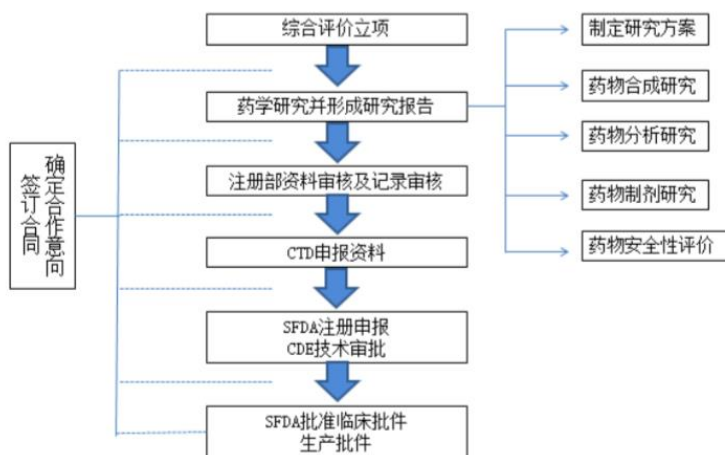 综合评价立项
药学研究并形成研究报告
注册部资料审核及记录审核
CTD申报资料
SFDA注册申报
CDE技术审批
SFDA批准临床批件
生产批件
确定合作意向
签订合同
制定研究方案
药物合成研究
药物分析研究
药物制剂研究
药物安全性评价